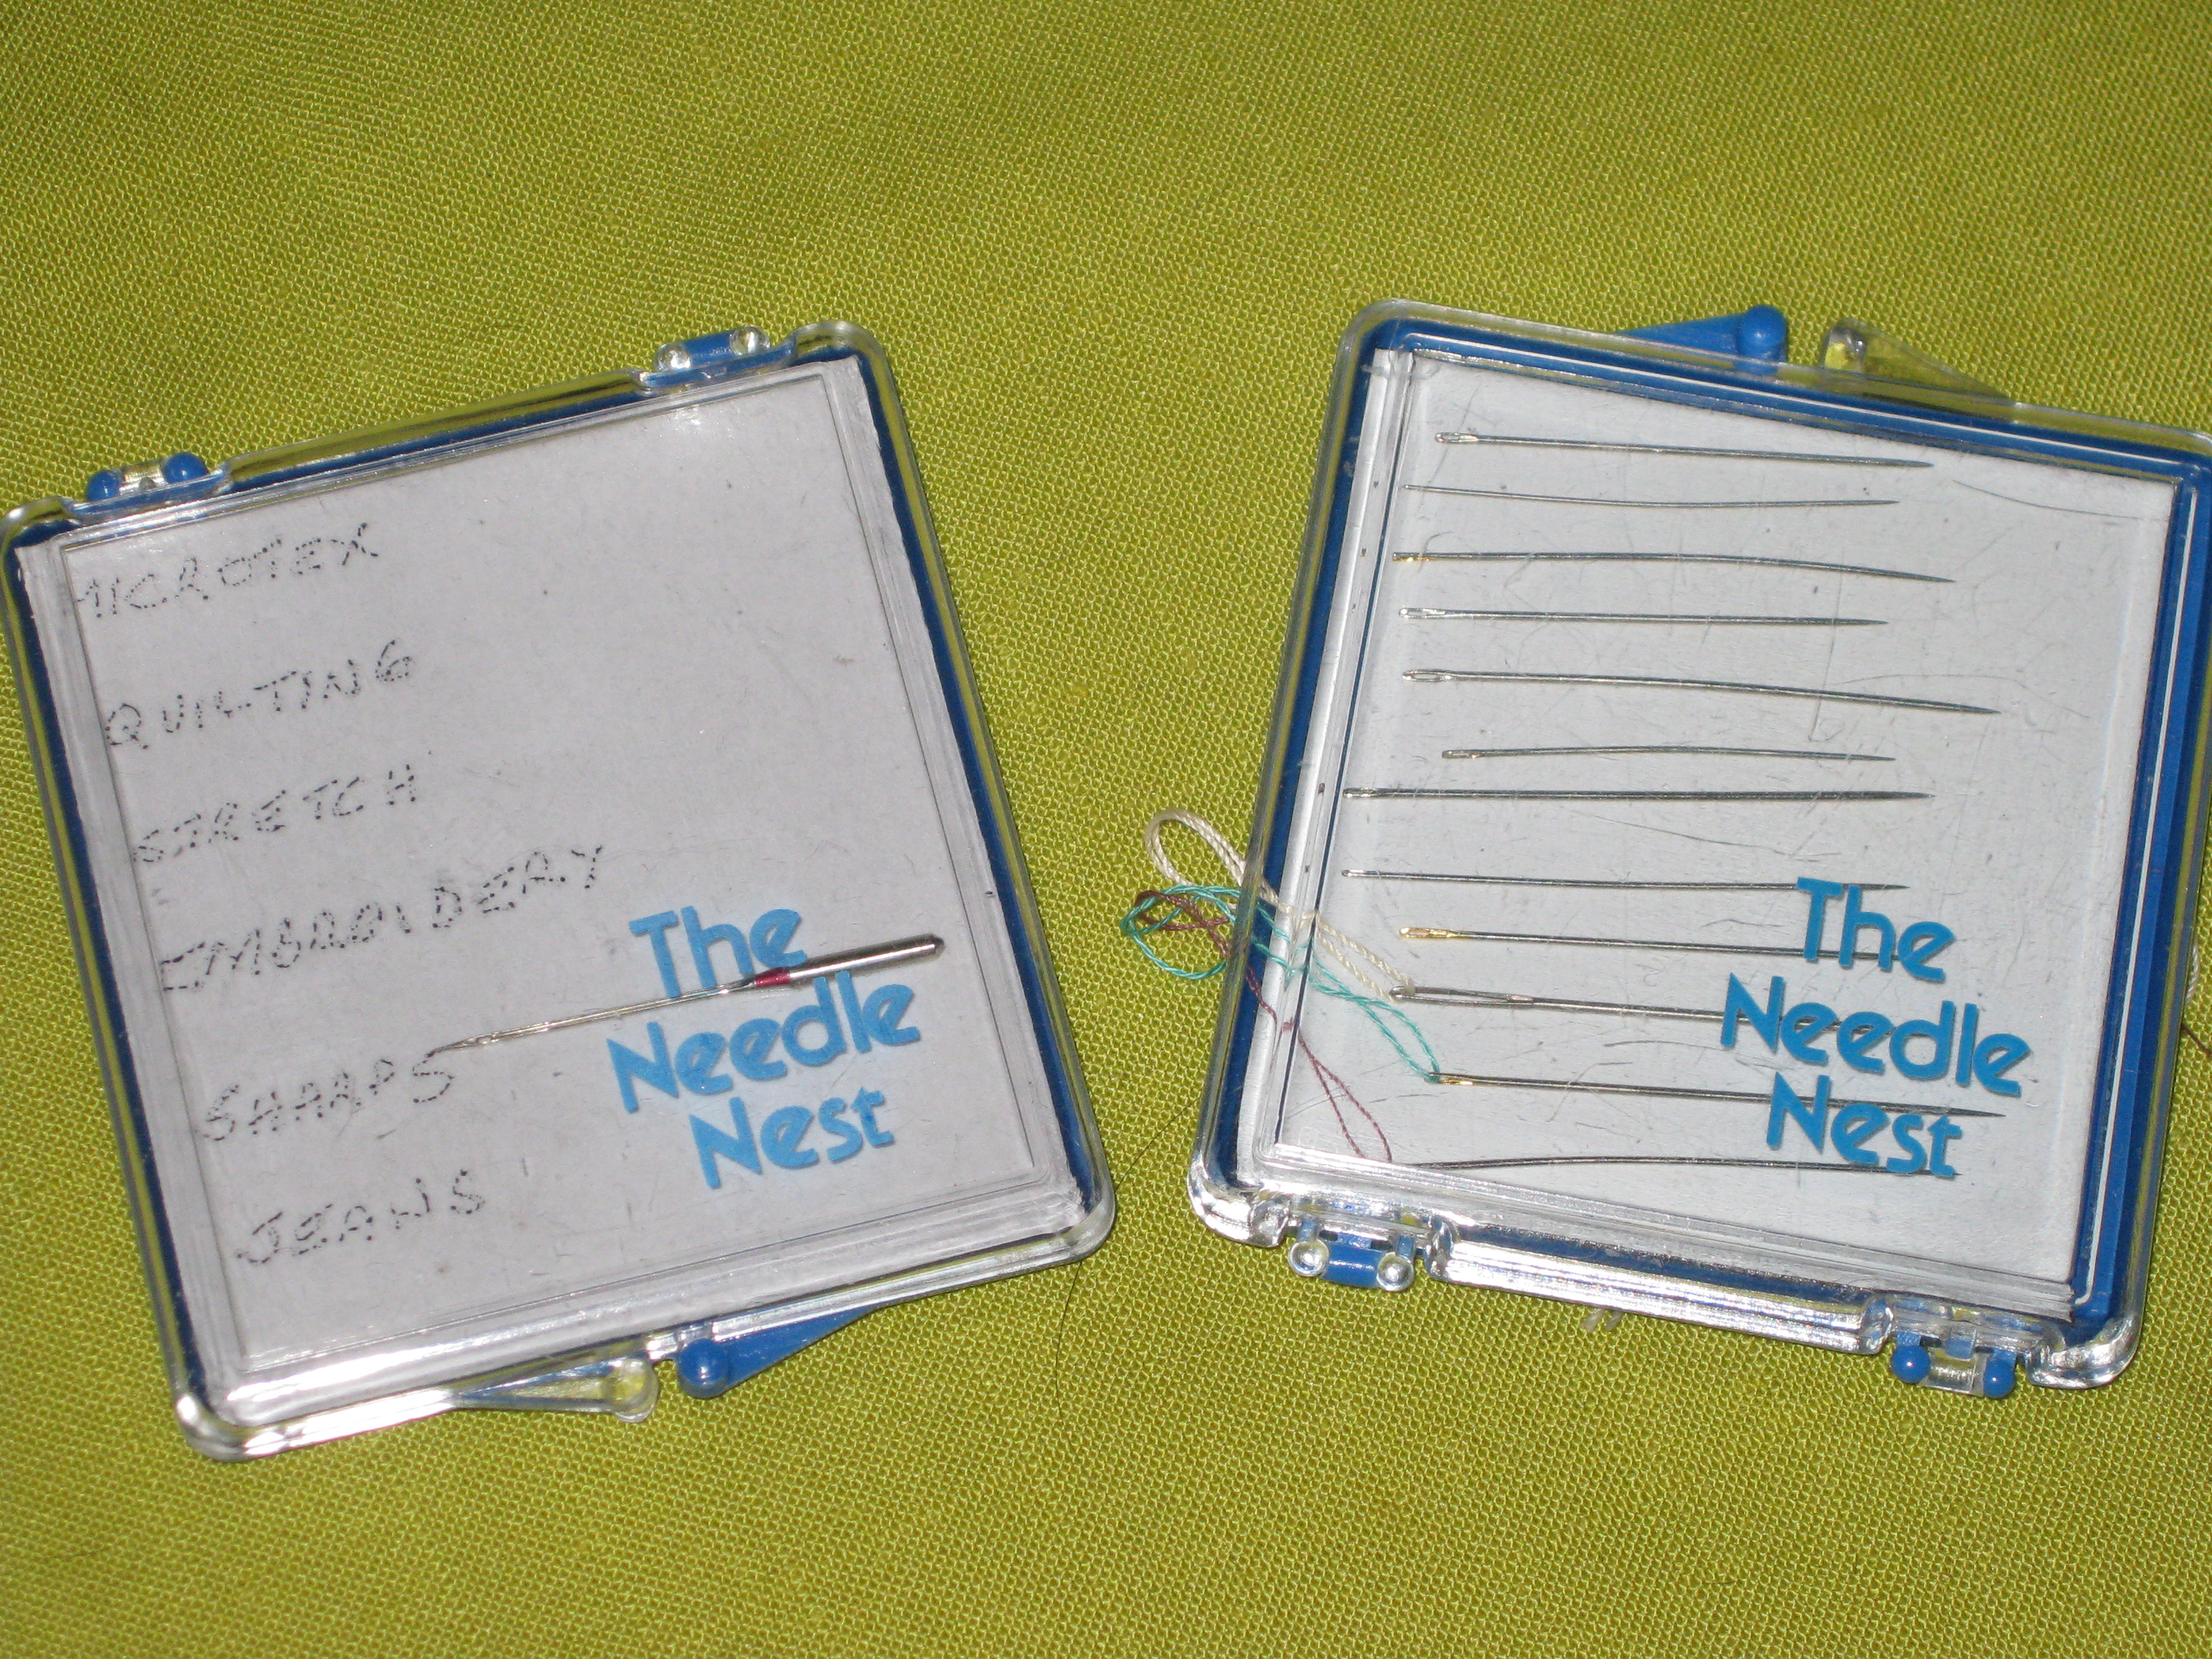 MICROTEX
QUILTING
STRETCH
EMBROIDERY
SHARPS
JEANS
The
Needle
Nest
The
Needle
Nest